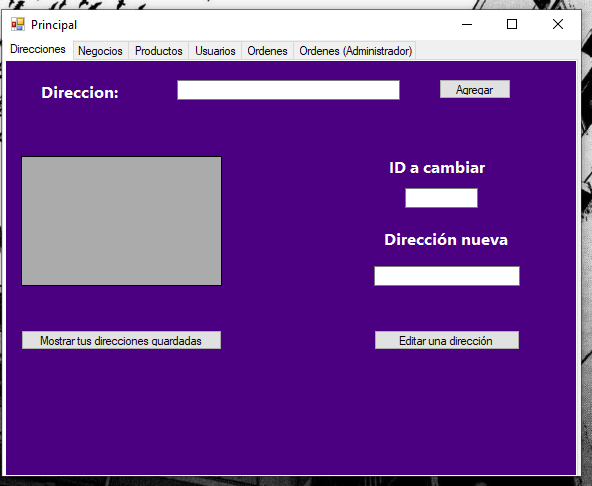 Principal
Direcciones Negocios Productos Usuarios Ordenes Ordenes (Administrador)
Direccion: Agregar
ID a cambiar
Dirección nueva
Mostrar tus direcciones guardadas Editar una dirección